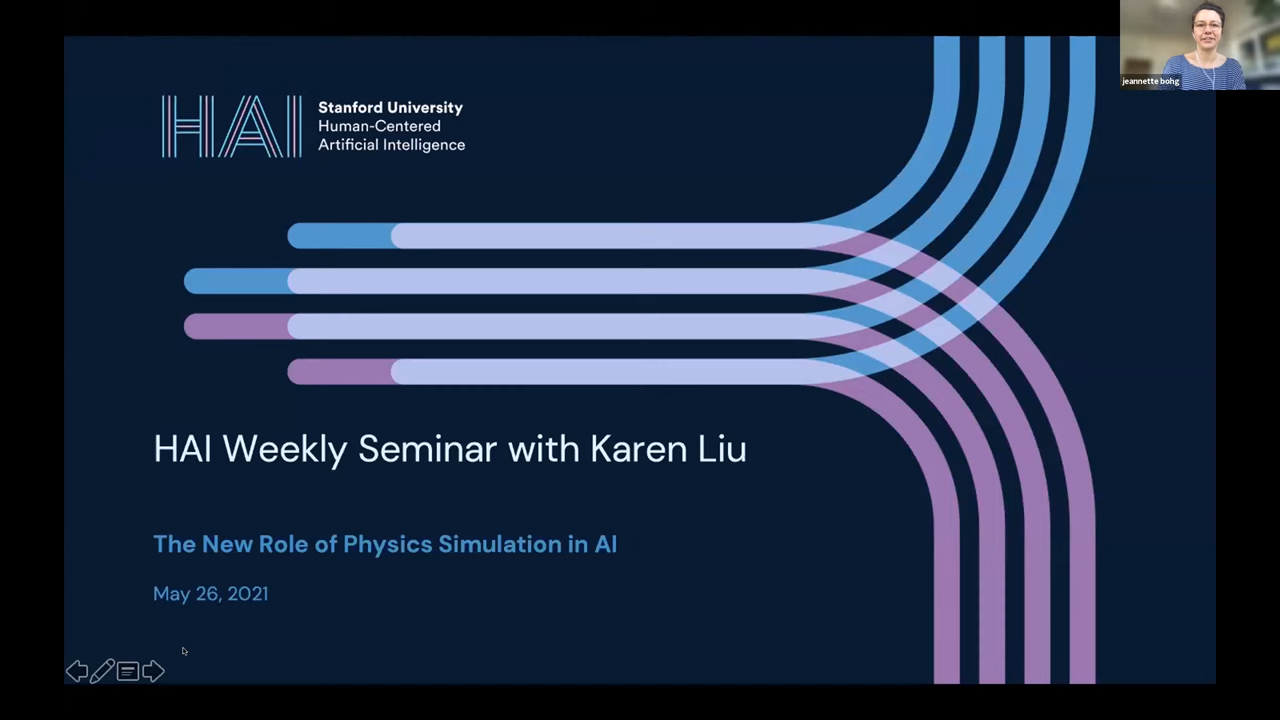 jeannette bohg
HAI
Stanford University
Human-Centered
Artificial Intelligence
HAI Weekly Seminar with Karen Liu
The New Role of Physics Simulation in AI
May 26, 2021